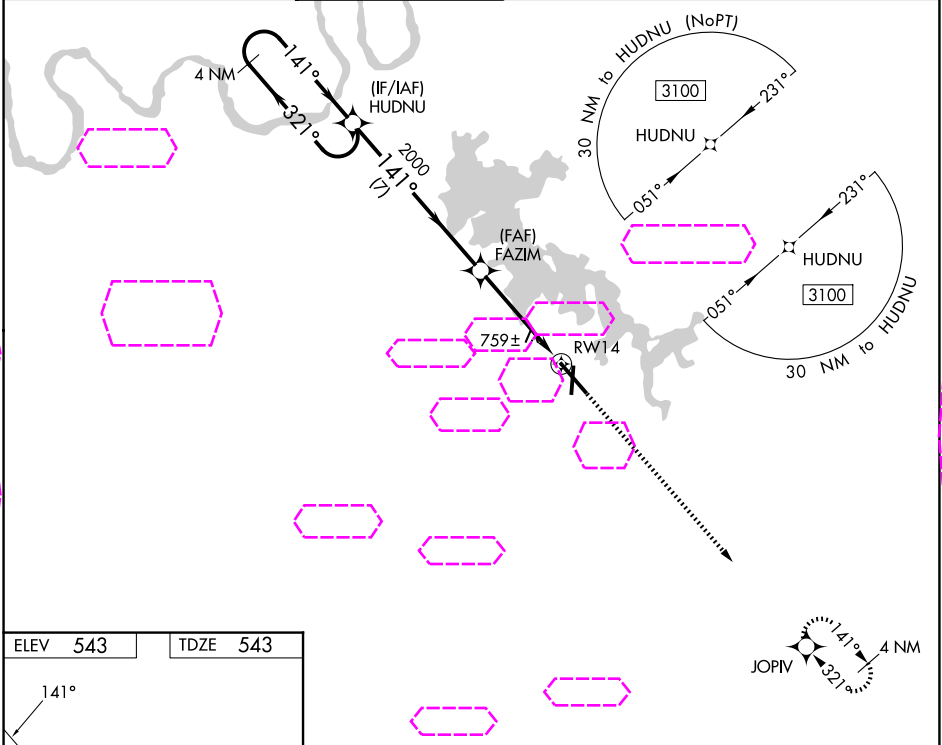 30 NM to HUDNU (NoPT)
3100
231°
HUDNU
051°
4 NM
141°
321°
(IF/IAF)
HUDNU
2000
141°
(7)
(FAF)
FAZIM
231°
HUDNU
051°
3100
30 NM to HUDNU
759±
RW14
ELEV 543
TDZE 543
141°
JOPIV
141°
321°
4 NM